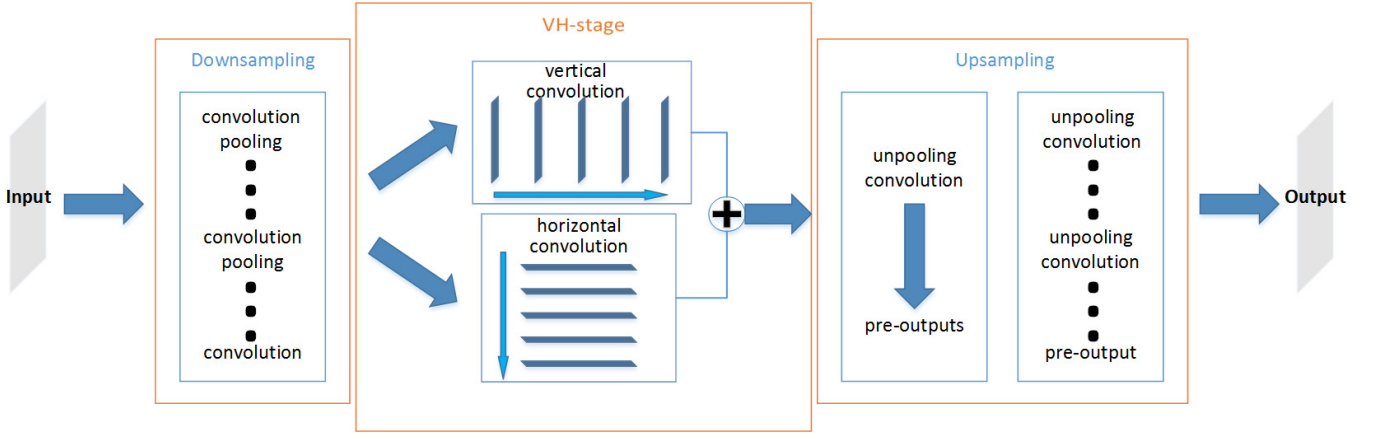 Input
Downsampling
convolution
pooling
convolution
pooling
convolution
VH-stage
vertical
convolution
horizontal
convolution
Upsampling
unpooling
convolution
pre-outputs
unpooling
convolution
unpooling
convolution
pre-output
Output